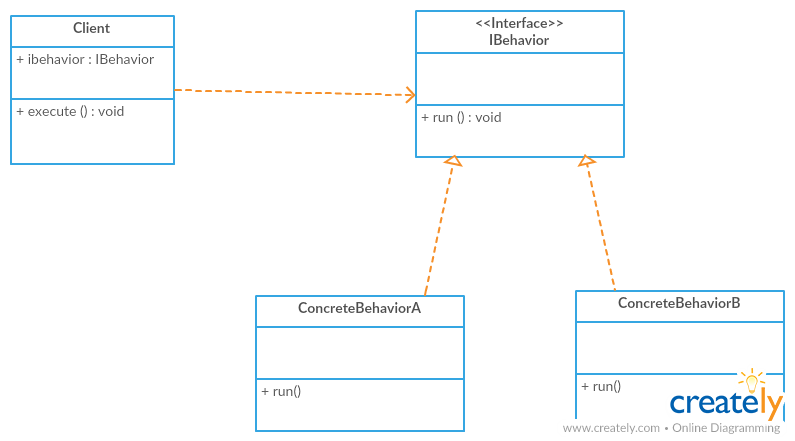 Client
+ ibehavior : IBehavior
+ execute () : void
<<Interface>>
IBehavior
+ run () : void
ConcreteBehaviorA
+ run()
ConcreteBehaviorB
+ run()
creately
www.creately.com • Online Diagramming